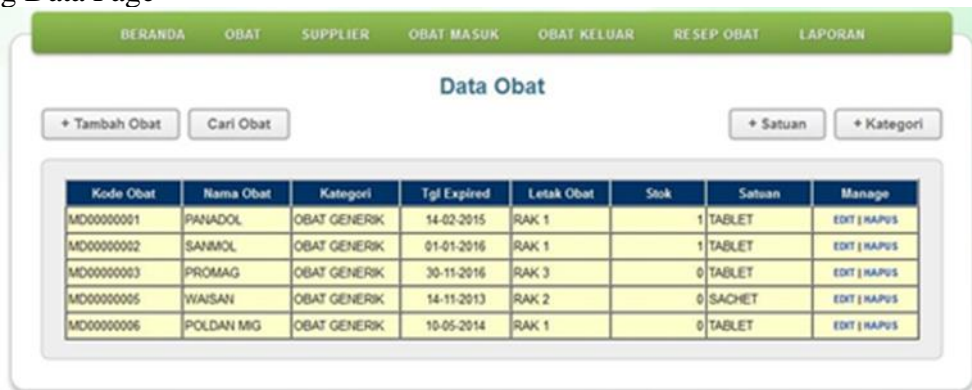 g Data Page
BERANDA OBAT SUPPLIER OBAT MASUK OBAT KELUAR RESEP OBAT LAPORAN
Data Obat
+ Tambah Obat Cari Obat + Satuan + Kategori
Kode Obat Nama Obat Kategori Tgl Expired Letak Obat Stok Satuan Manage
MD00000001 PANADOL OBAT GENERIK 14-02-2015 RAK 1 1 TABLET EDIT | HAPUS
MD00000002 SANMOL OBAT GENERIK 01-01-2016 RAK 1 1 TABLET EDIT | HAPUS
MD00000003 PROMAG OBAT GENERIK 30-11-2016 RAK 3 0 TABLET EDIT | HAPUS
MD00000005 WAISAN OBAT GENERIK 14-11-2013 RAK 2 0 SACHET EDIT | HAPUS
MD00000006 POLDAN MIG OBAT GENERIK 10-05-2014 RAK 1 0 TABLET EDIT | HAPUS